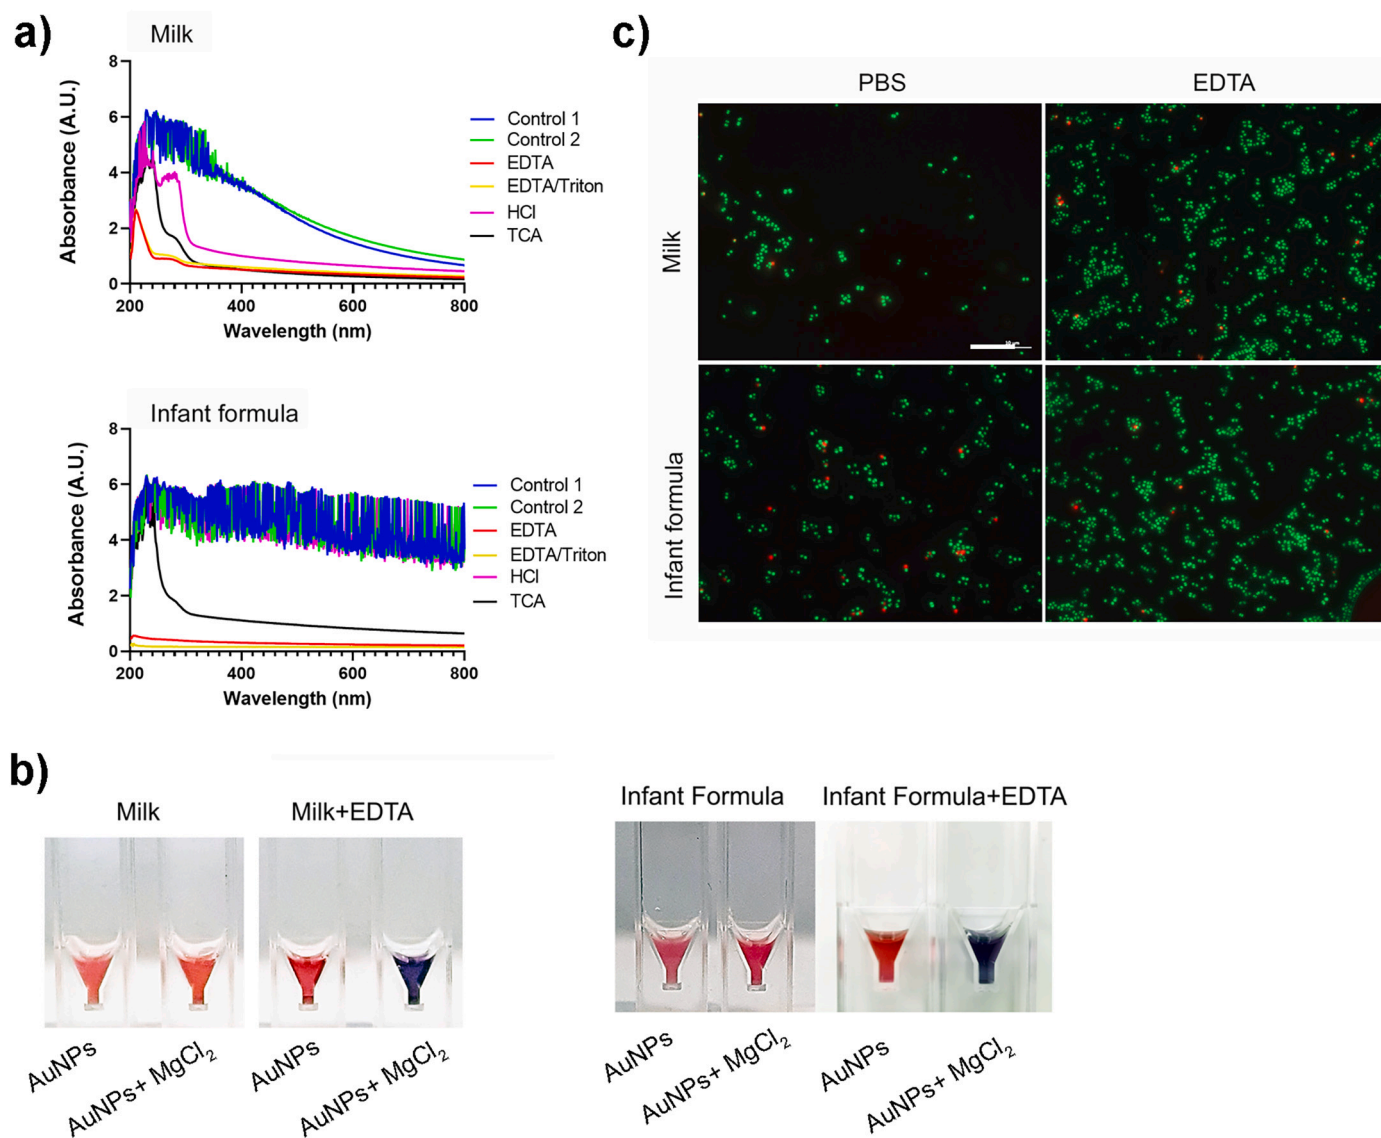 a)
Milk
Absorbance (A.U.)
8
6
4
2
0
200
400
600
800
Wavelength (nm)
Control 1
Control 2
EDTA
EDTA/Triton
HCl
TCA
Infant formula
Absorbance (A.U.)
8
6
4
2
0
200
400
600
800
Wavelength (nm)
Control 1
Control 2
EDTA
EDTA/Triton
HCl
TCA
c)
PBS
EDTA
Milk
Infant formula
b)
Milk
Milk+EDTA
Infant Formula
Infant Formula+EDTA
AuNPs
AuNPs+ MgCl₂
AuNPs
AuNPs+ MgCl₂
AuNPs
AuNPs+ MgCl₂
AuNPs
AuNPs+ MgCl₂